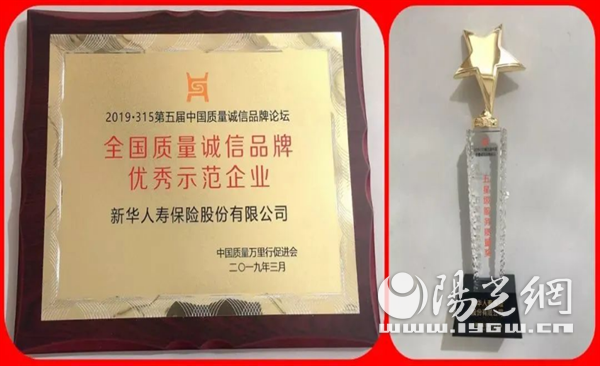 2019·315第五届中国质量诚信品牌论坛
全国质量诚信品牌
优秀示范企业
新华人寿保险股份有限公司
中国质量万里行促进会
二〇一九年三月
陽光網
www.iygw.cn